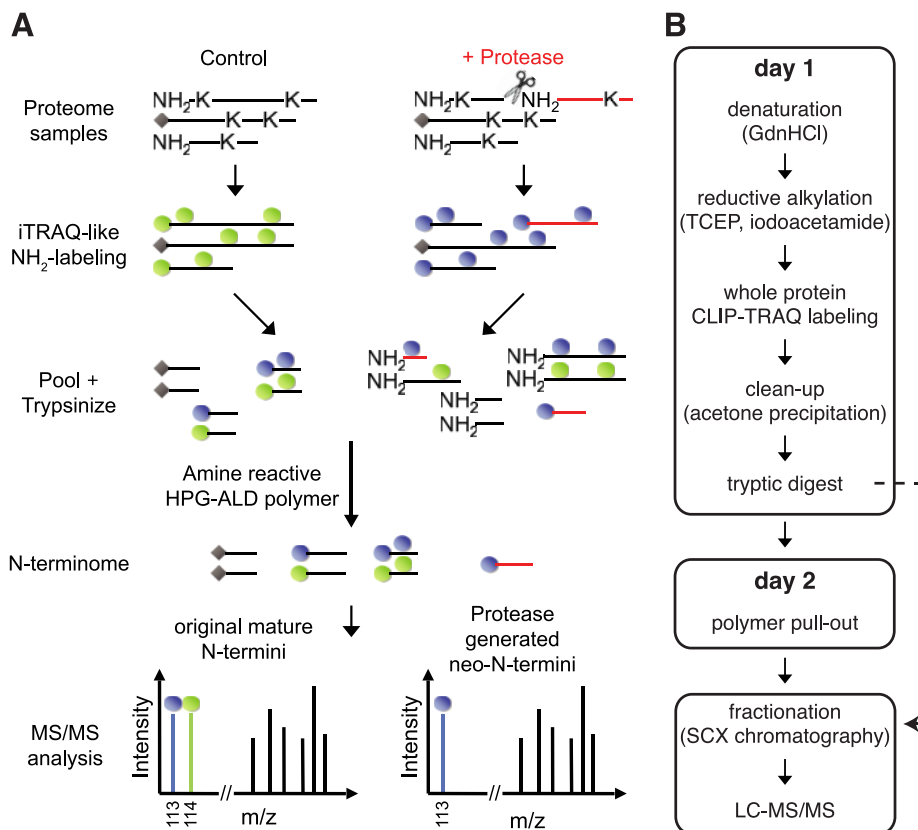 A
Control
+ Protease
Proteome
samples
NH2 K K
K K
NH2 K
NH2 K NH2 K
K K
NH2 K
iTRAQ-like
NH2-labeling
Pool +
Trypsinize
NH2
NH2
NH2
NH2
NH2
NH2
Amine reactive
HPG-ALD polymer
N-terminome
original mature
N-termini
Protease
generated
neo-N-termini
MS/MS
analysis
Intensity
113
114
//
m/z
Intensity
113
//
m/z
B
day 1
denaturation
(GdnHCl)
reductive alkylation
(TCEP, iodoacetamide)
whole protein
CLIP-TRAQ labeling
clean-up
(acetone precipitation)
tryptic digest
day 2
polymer pull-out
fractionation
(SCX chromatography)
LC-MS/MS